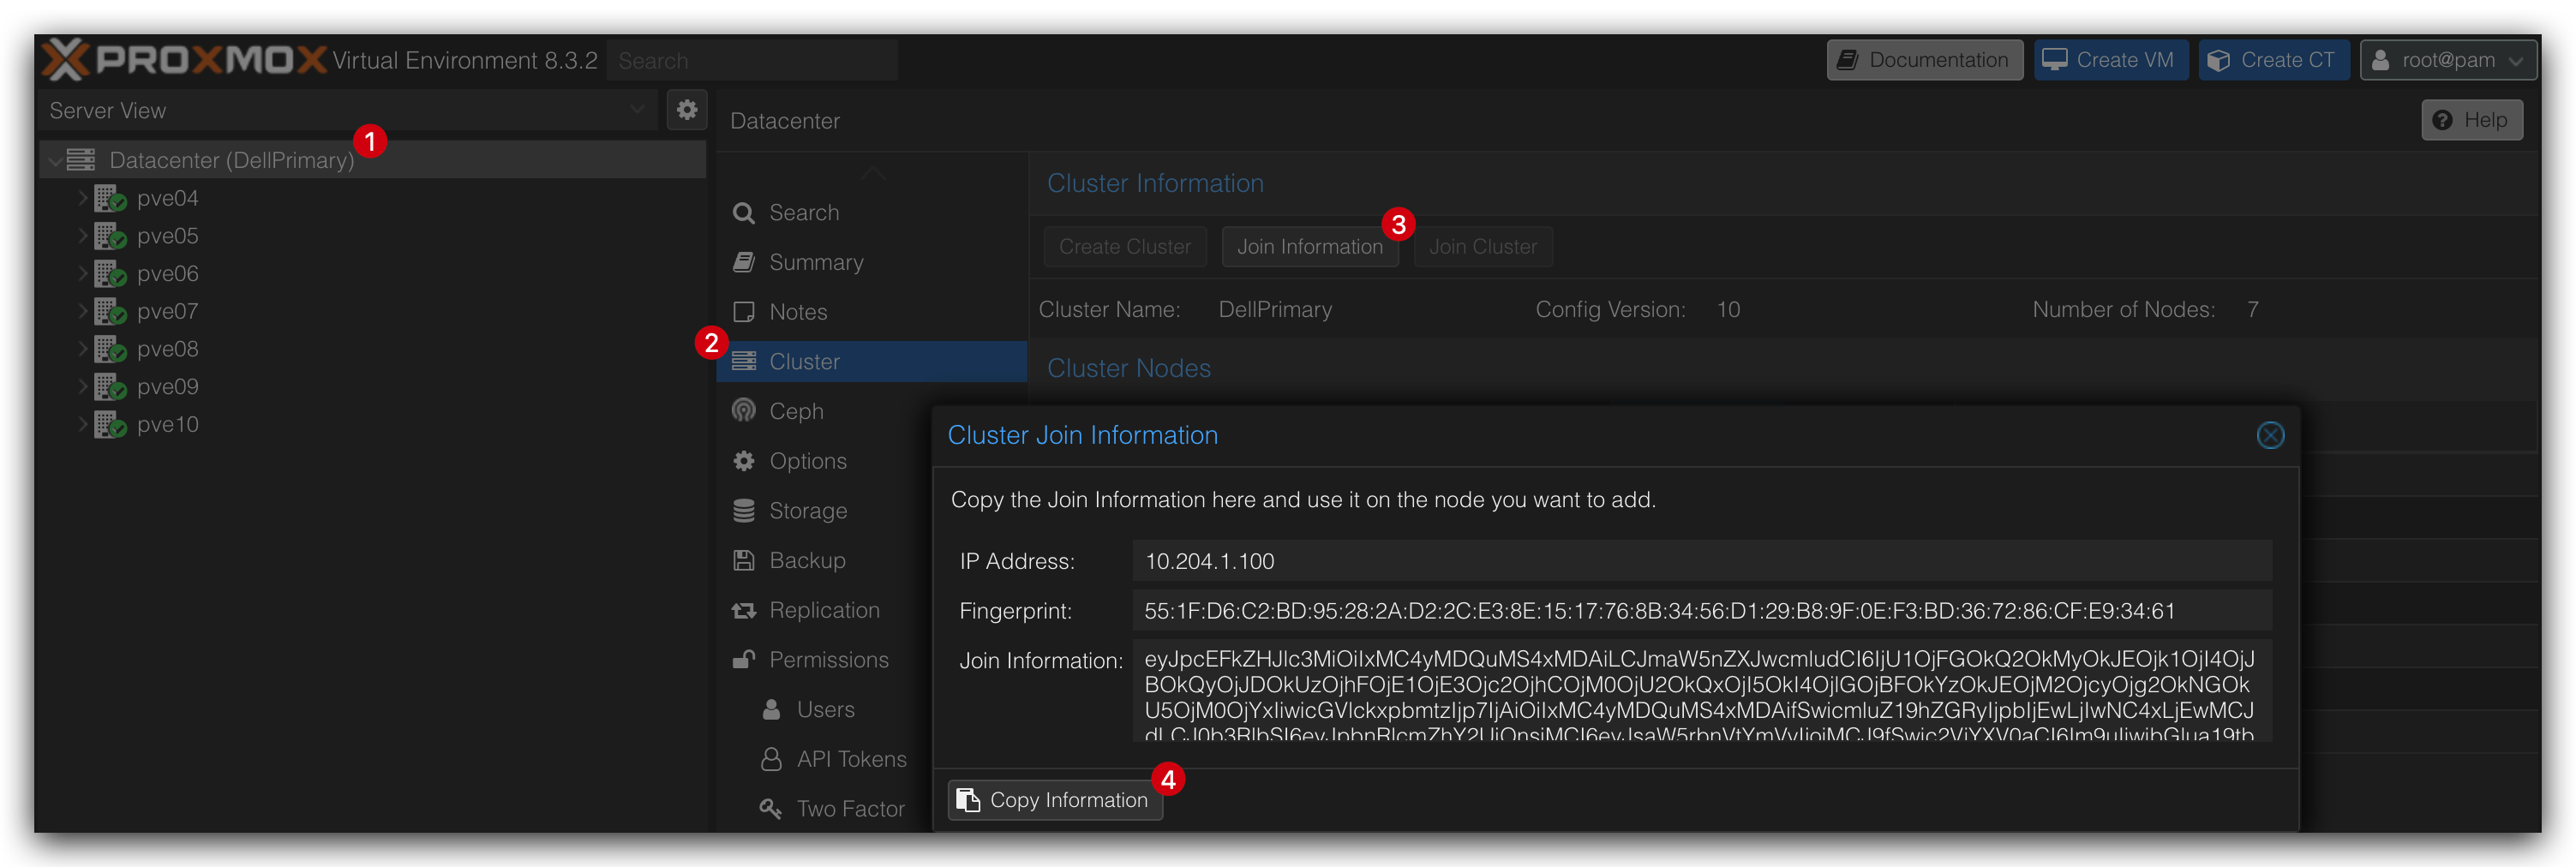 PROXMOX Virtual Environment 8.3.2 Search Documentation Create VM Create CT root@pam
Server View
Datacenter Help
1
Datacenter (DellPrimary)
pve04
pve05
pve06
pve07
pve08
pve09
pve10
Search
Summary
Notes
2
Cluster
Ceph
Options
Storage
Backup
Replication
Permissions
Users
API Tokens
Two Factor
Cluster Information
3
Create Cluster Join Information Join Cluster
Cluster Name: DellPrimary Config Version: 10 Number of Nodes: 7
Cluster Nodes
Cluster Join Information
Copy the Join Information here and use it on the node you want to add.
IP Address: 10.204.1.100
Fingerprint: 55:1F:D6:C2:BD:95:28:2A:D2:2C:E3:8E:15:17:76:8B:34:56:D1:29:B8:9F:0E:F3:BD:36:72:86:CF:E9:34:61
Join Information: eyJpcEFkZHJlc3MiOiIxMC4yMDQuMS4xMDAiLCJmaW5nZXJwcmludCI6IjU1OjFGOkQ2OkMyOkJEOjk1OjI4OjJ
BOkQyOjJDOkUzOjhFOjE1OjE3Ojc2OjhCOjM0OjU2OkQxOjI5OkI4OjlGOjBFOkYzOkJEOjM2OjcyOjg2OkNGOk
U5OjM0OjYxIiwicGVlckxpbmtzIjp7IjAiOiIxMC4yMDQuMS4xMDAifSwicmluZ19hZGRyIjpbIjEwLjIwNC4xLjEwMCJ
4
Copy Information